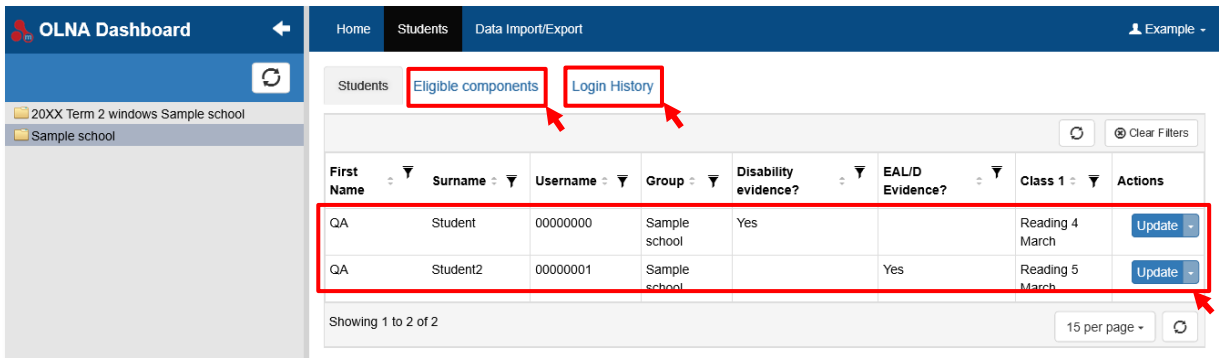 OLNA Dashboard
Home Students Data Import/Export Example
Students Eligible components Login History
20XX Term 2 windows Sample school
Sample school
Clear Filters
First Name Surname Username Group Disability evidence? EAL/D Evidence? Class 1 Actions
QA Student 00000000 Sample school Yes Reading 4 March Update
QA Student2 00000001 Sample school Yes Reading 5 March Update
Showing 1 to 2 of 2
15 per page